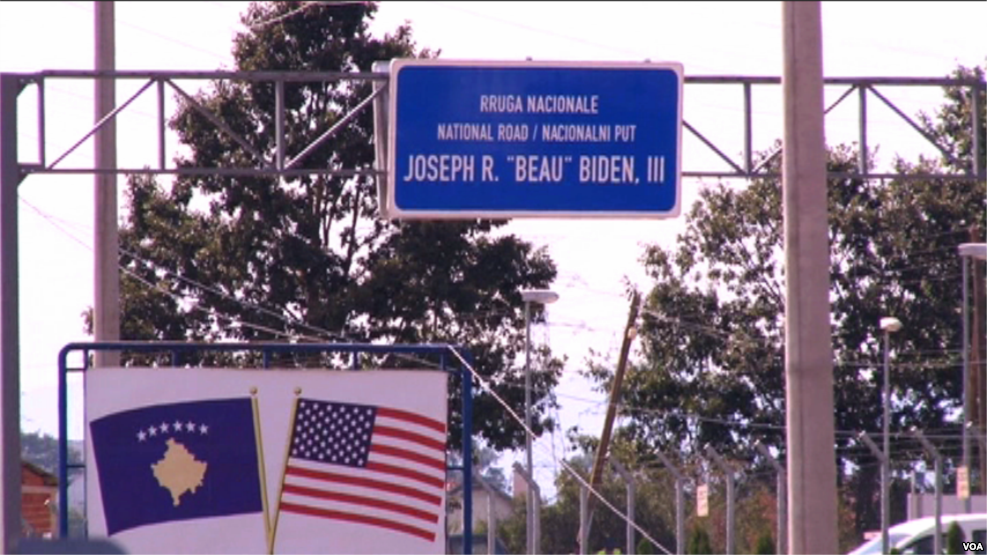 RRUGA NACIONALE
NATIONAL ROAD / NACIONALNI PUT
JOSEPH R. "BEAU" BIDEN, III
VOA